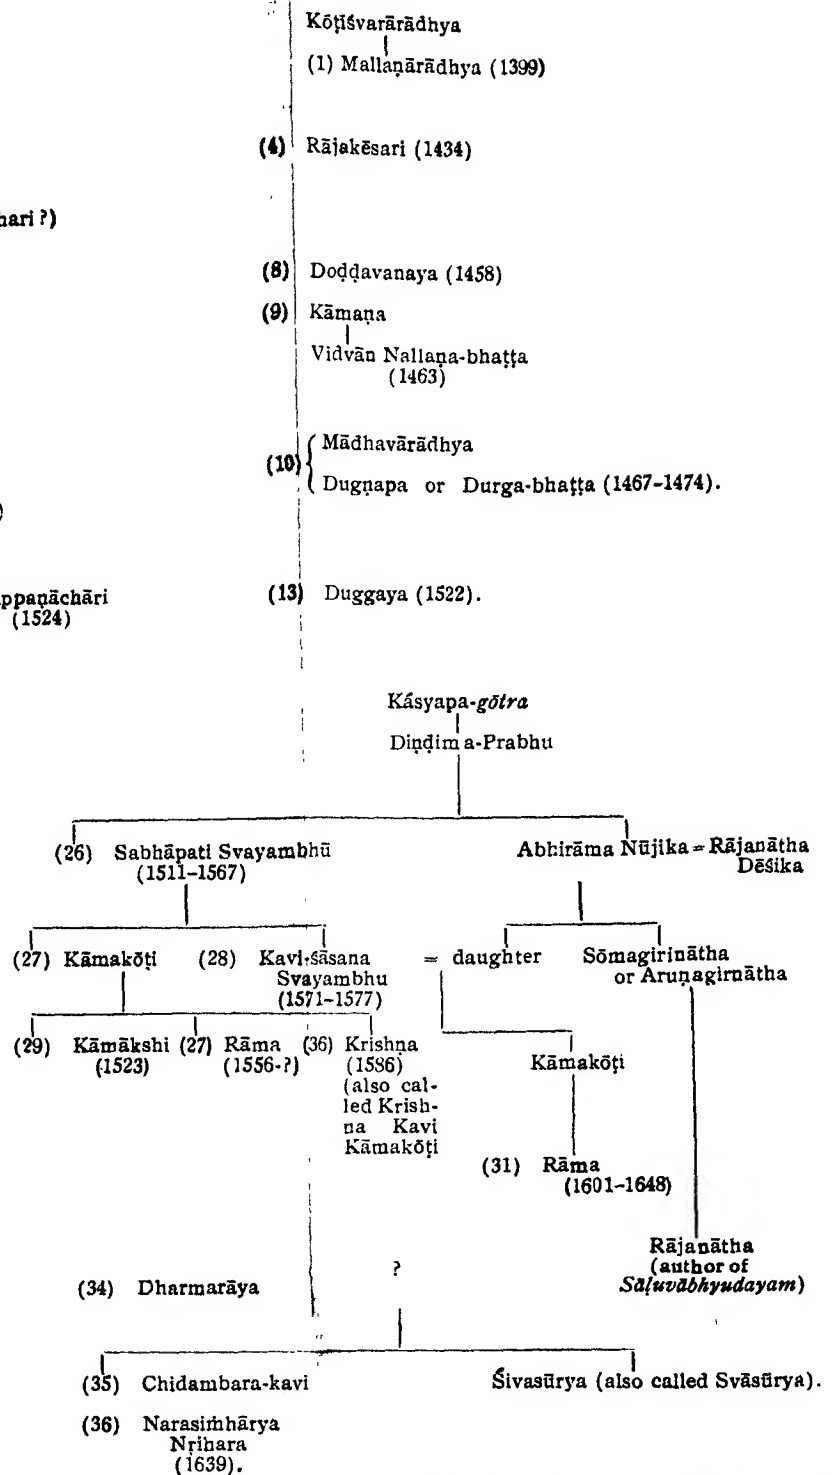 Kōṭīśvarārādhya
(1) Mallaṇārādhya (1399)
(4) Rājakēsari (1434)
hari ?)
(8) Doḍḍavanaya (1458)
(9) Kāmaṇa
Vidvān Nallaṇa-bhaṭṭa
(1463)
(10) Mādhavārādhya
Dugṇapa or Durga-bhaṭṭa (1467-1474).
)
ppaṇāchāri
(1524)
(13) Duggaya (1522).
Kásyapa-gōtra
Diṇḍima-Prabhu
(26) Sabhāpati Svayambhū
(1511-1567)
Abhirāma Nūjika = Rājanātha
Dēśika
(27) Kāmakōṭi (28) Kavi-śāsana
Svayambhu
(1571-1577)
= daughter Sōmagirinātha
or Aruṇagirnātha
(29) Kāmākshi (27) Rāma (36) Krishṇa
(1523) (1556-?) (1586)
(also cal-
led Krish-
ṇa Kavi
Kāmakōṭi
Kāmakōṭi
(31) Rāma
(1601-1648)
Rājanātha
(author of
Sāḷuvābhyudayam)
(34) Dharmarāya
?
(35) Chidambara-kavi Śivasūrya (also called Svāsūrya).
(36) Narasiṁhārya
Nṛihara
(1639).